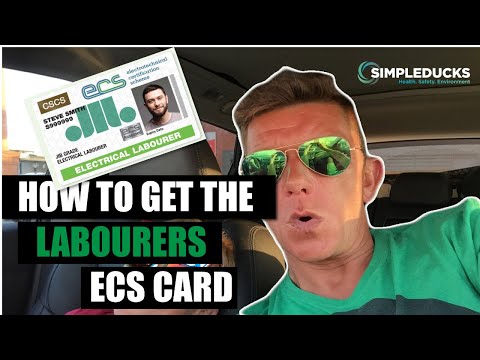 SIMPLEDUCKS
Health. Safety. Environment
CSCS
ecs
electrotechnical
certification
scheme
STEVE SMITH
S999999
JIB
JIB GRADE
ELECTRICAL LABOURER
ELECTRICAL LABOURER
HOW TO GET THE
LABOURERS
ECS CARD